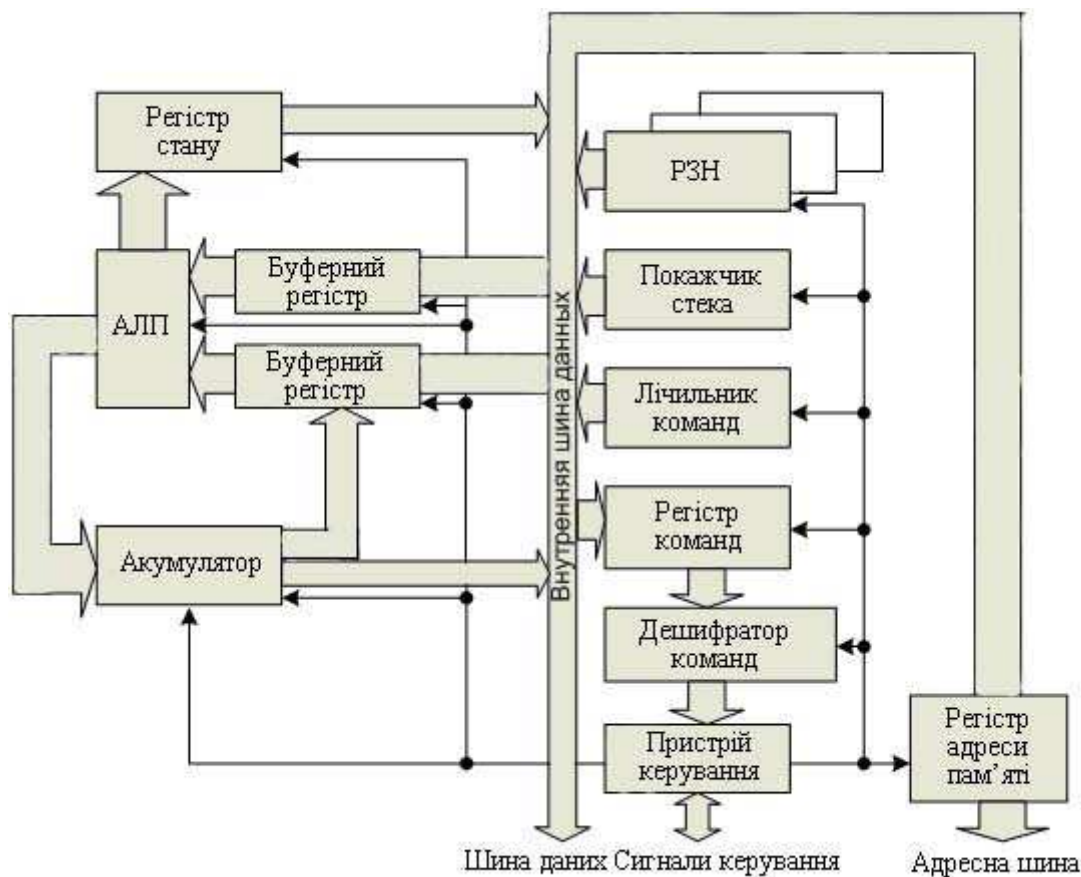 Регістр
стану
РЗН
Буферний
регістр
Покажчик
стека
АЛП
Буферний
регістр
Лічильник
команд
Внутренняя шина данных
Регістр
команд
Акумулятор
Дешифратор
команд
Пристрій
керування
Регістр
адреси
пам’яті
Шина даних Сигнали керування
Адресна шина